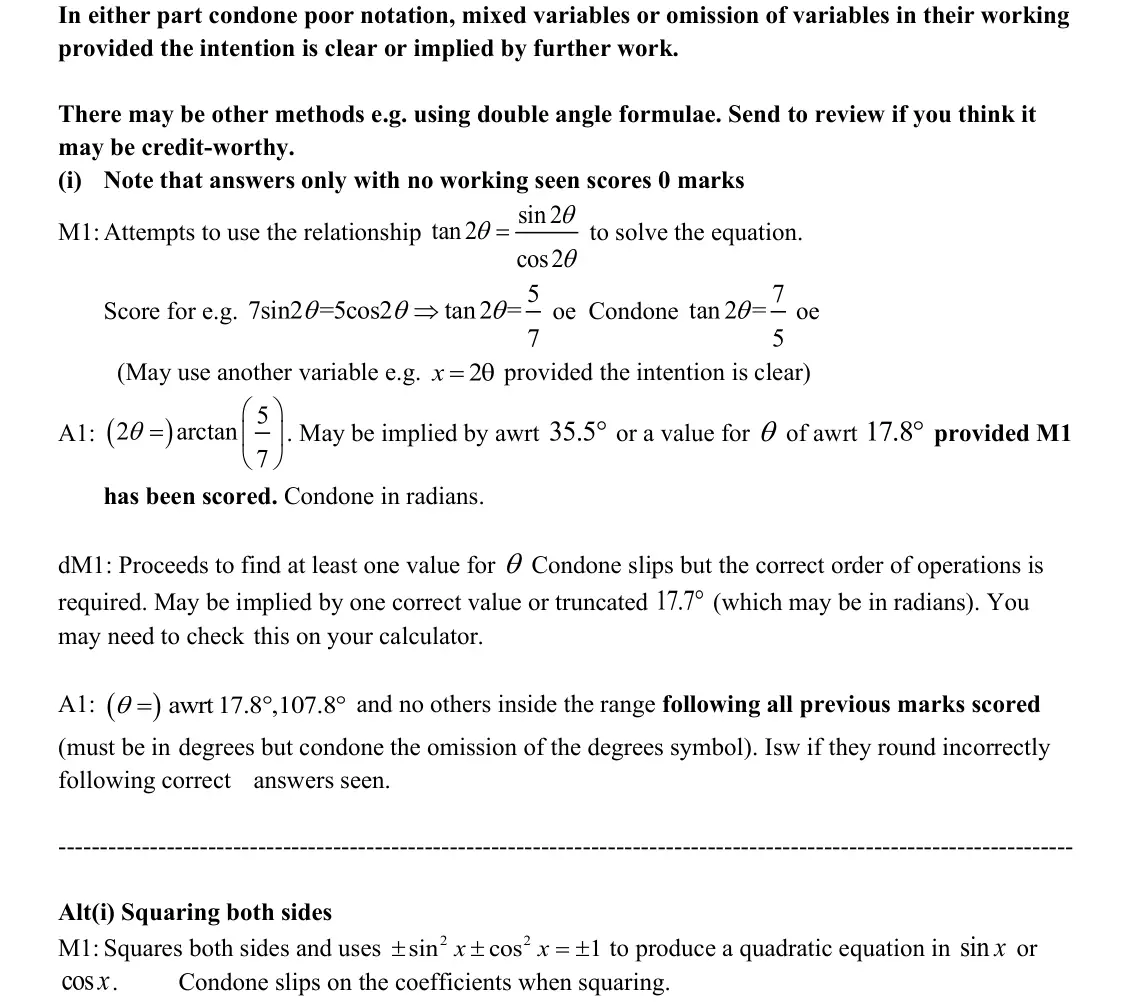 In either part condone poor notation, mixed variables or omission of variables in their working
provided the intention is clear or implied by further work.
There may be other methods e.g. using double angle formulae. Send to review if you think it
may be credit-worthy.
(i) Note that answers only with no working seen scores 0 marks
M1: Attempts to use the relationship tan 2θ = sin 2θ / cos 2θ to solve the equation.
Score for e.g. 7sin2θ=5cos2θ ⇒ tan 2θ= 5/7 oe Condone tan 2θ= 7/5 oe
(May use another variable e.g. x = 2θ provided the intention is clear)
A1: (2θ =) arctan(5/7). May be implied by awrt 35.5° or a value for θ of awrt 17.8° provided M1
has been scored. Condone in radians.
dM1: Proceeds to find at least one value for θ Condone slips but the correct order of operations is
required. May be implied by one correct value or truncated 17.7° (which may be in radians). You
may need to check this on your calculator.
A1: (θ =) awrt 17.8°,107.8° and no others inside the range following all previous marks scored
(must be in degrees but condone the omission of the degrees symbol). Isw if they round incorrectly
following correct answers seen.
--------------------------------------------------------------------------------------------------------------------------
Alt(i) Squaring both sides
M1: Squares both sides and uses ±sin² x ± cos² x = ±1 to produce a quadratic equation in sin x or
cos x. Condone slips on the coefficients when squaring.